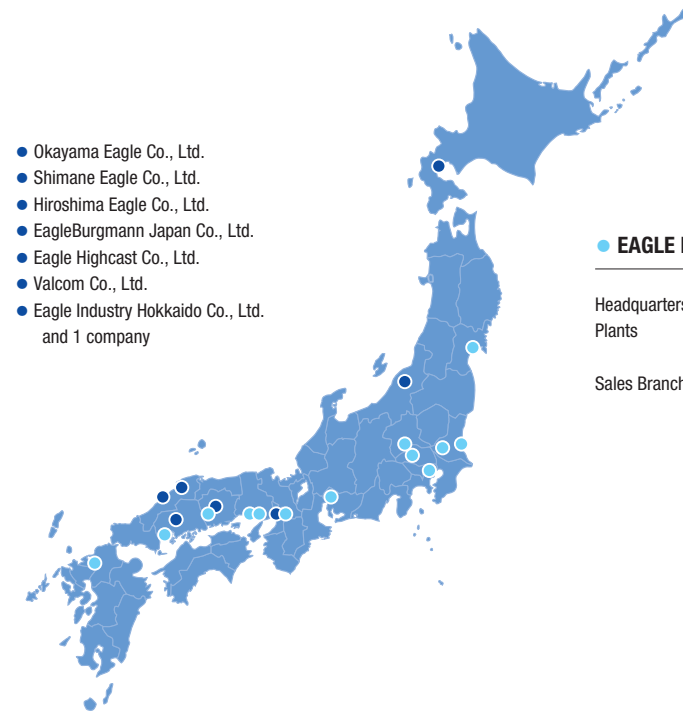 ● Okayama Eagle Co., Ltd.
● Shimane Eagle Co., Ltd.
● Hiroshima Eagle Co., Ltd.
● EagleBurgmann Japan Co., Ltd.
● Eagle Highcast Co., Ltd.
● Valcom Co., Ltd.
● Eagle Industry Hokkaido Co., Ltd.
and 1 company
● EAGLE
Headquarters
Plants
Sales Branch